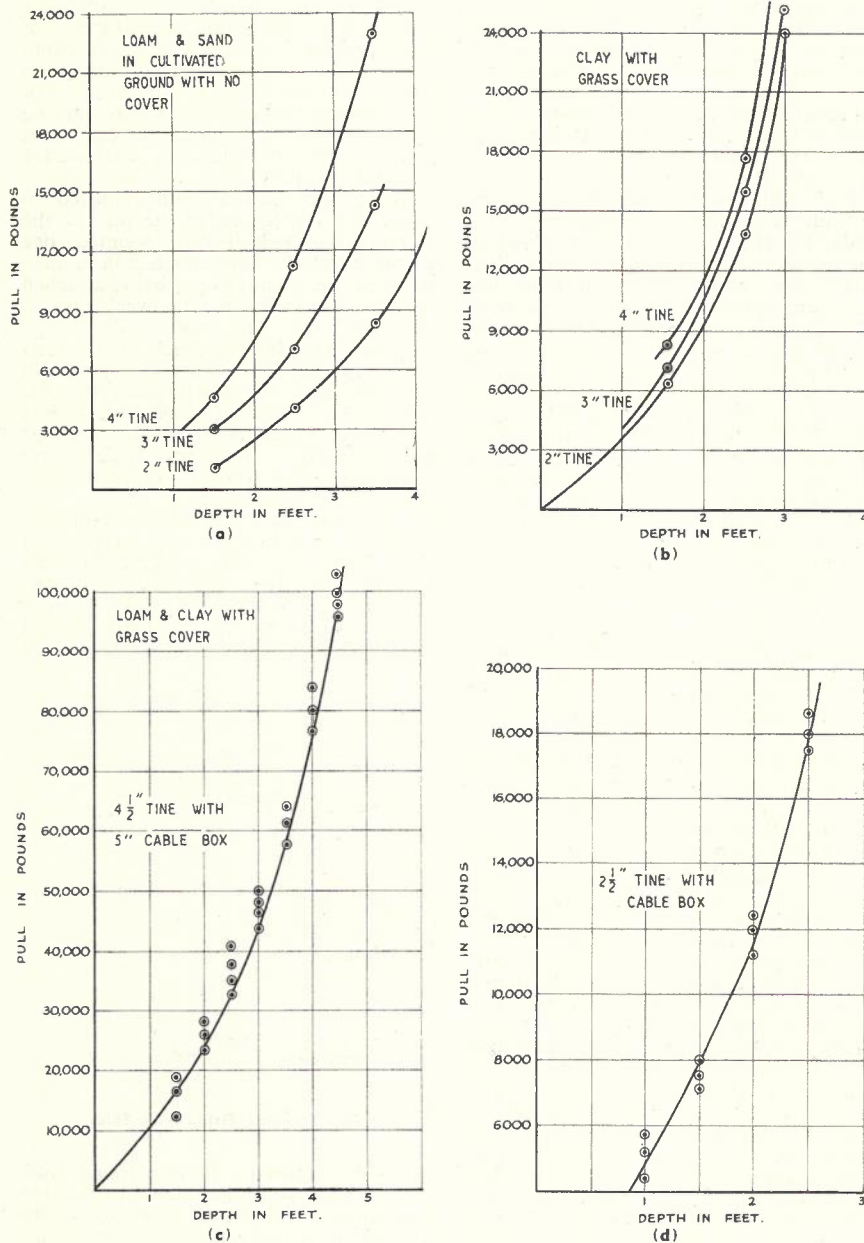 24,000
21,000
18,000
15,000
12,000
9,000
6,000
3,000
PULL IN POUNDS
LOAM & SAND
IN CULTIVATED
GROUND WITH NO
COVER
4" TINE
3" TINE
2" TINE
1 2 3 4
DEPTH IN FEET.
(a)
24,000
21,000
18,000
15,000
12,000
9,000
6,000
3,000
PULL IN POUNDS
CLAY WITH
GRASS COVER
4" TINE
3" TINE
2" TINE
1 2 3 4
DEPTH IN FEET.
(b)
100,000
90,000
80,000
70,000
60,000
50,000
40,000
30,000
20,000
10,000
PULL IN POUNDS
LOAM & CLAY WITH
GRASS COVER
4 1/2" TINE WITH
5" CABLE BOX
1 2 3 4 5
DEPTH IN FEET.
(c)
20,000
18,000
16,000
14,000
12,000
10,000
8000
6000
PULL IN POUNDS
2 1/2" TINE WITH
CABLE BOX
1 2 3
DEPTH IN FEET.
(d)